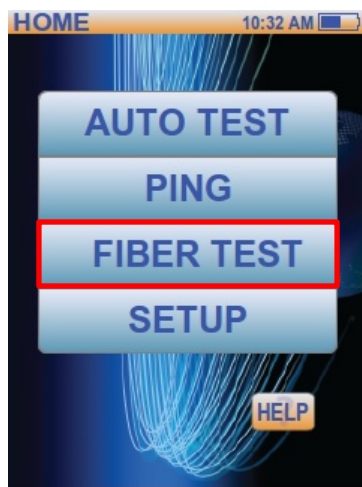 HOME 10:32 AM
AUTO TEST
PING
FIBER TEST
SETUP
HELP